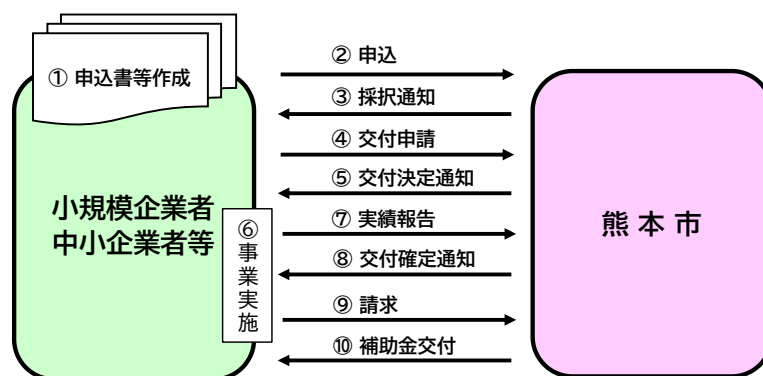 ① 申込書等作成
② 申込
③ 採択通知
④ 交付申請
⑤ 交付決定通知
小規模企業者
中小企業者等
⑥事業実施
⑦ 実績報告
⑧ 交付確定通知
⑨ 請求
⑩ 補助金交付
熊本市